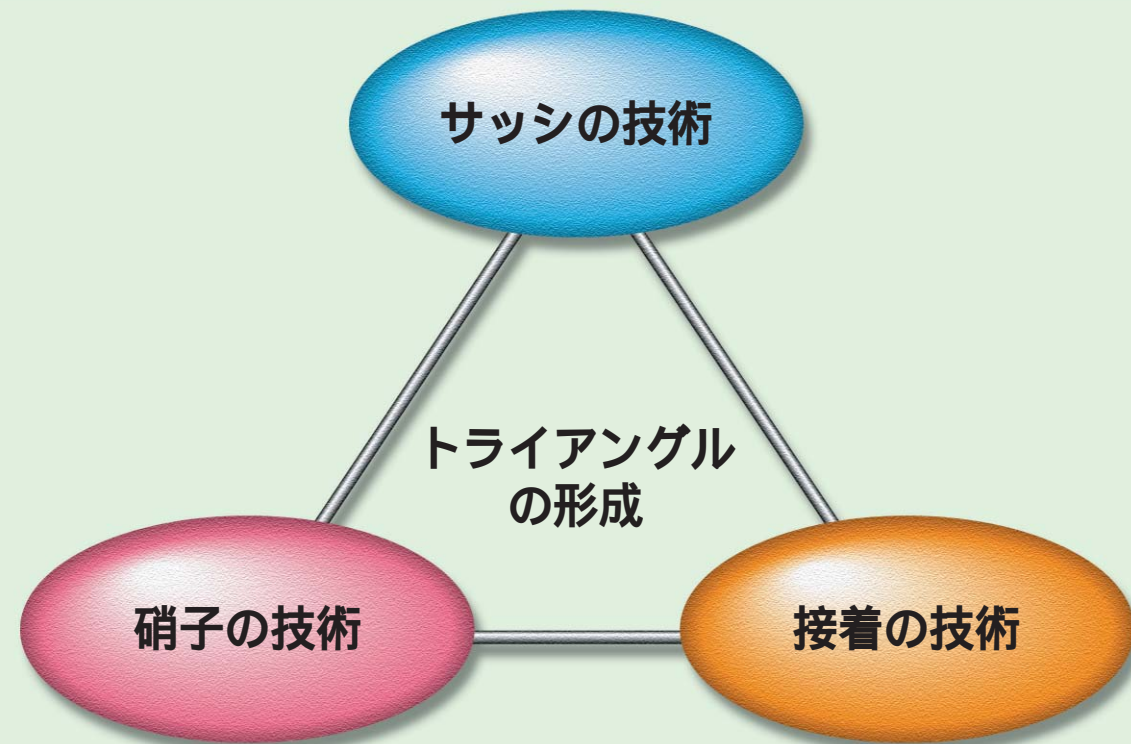 サッシの技術
トライアングル
の形成
硝子の技術
接着の技術